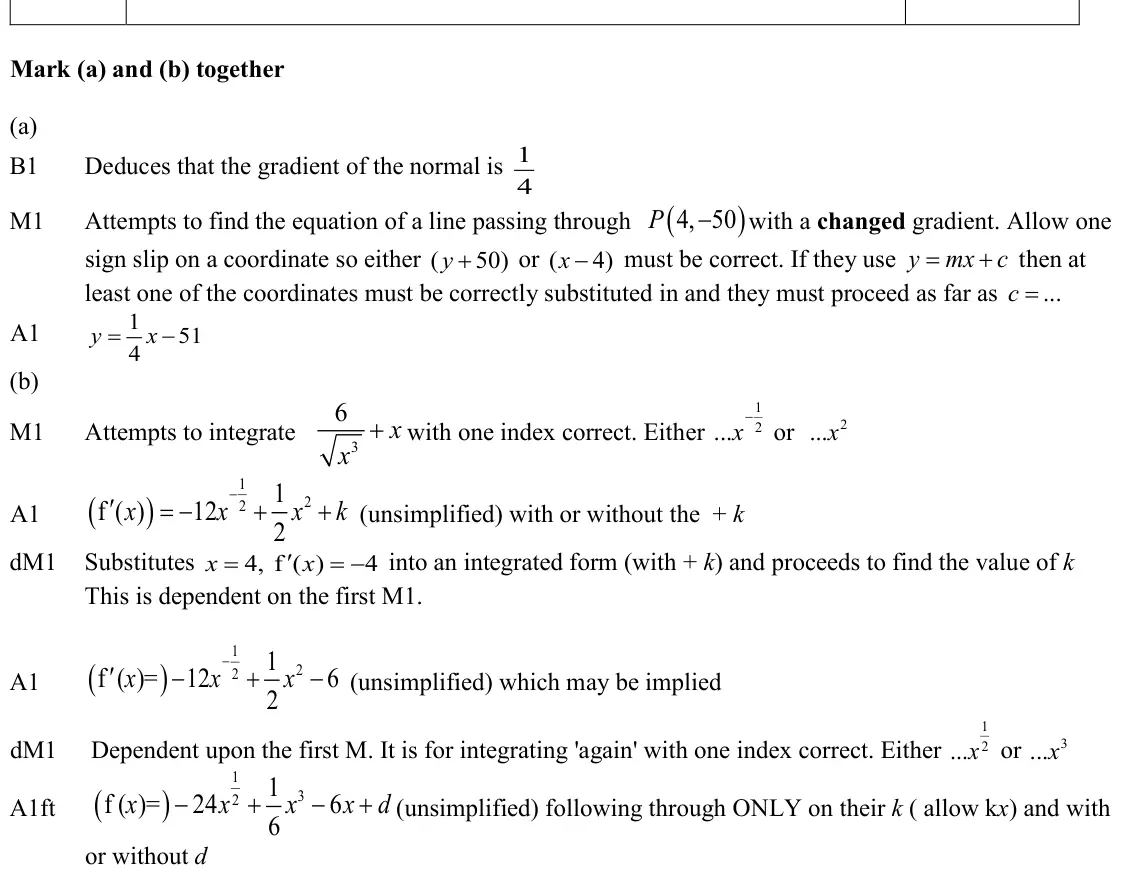 Mark (a) and (b) together
(a)
B1 Deduces that the gradient of the normal is 1/4
M1 Attempts to find the equation of a line passing through P(4,−50) with a changed gradient. Allow one
sign slip on a coordinate so either (y+50) or (x−4) must be correct. If they use y = mx + c then at
least one of the coordinates must be correctly substituted in and they must proceed as far as c = ...
A1 y = 1/4 x − 51
(b)
M1 Attempts to integrate 6/√x³ + x with one index correct. Either ...x^(−1/2) or ...x²
A1 (f′(x)) = −12x^(−1/2) + 1/2 x² + k (unsimplified) with or without the + k
dM1 Substitutes x = 4, f′(x) = −4 into an integrated form (with + k) and proceeds to find the value of k
This is dependent on the first M1.
A1 (f′(x)=) −12x^(−1/2) + 1/2 x² − 6 (unsimplified) which may be implied
dM1 Dependent upon the first M. It is for integrating 'again' with one index correct. Either ...x^(1/2) or ...x³
A1ft (f(x)=) − 24x^(1/2) + 1/6 x³ − 6x + d (unsimplified) following through ONLY on their k ( allow kx) and with
or without d